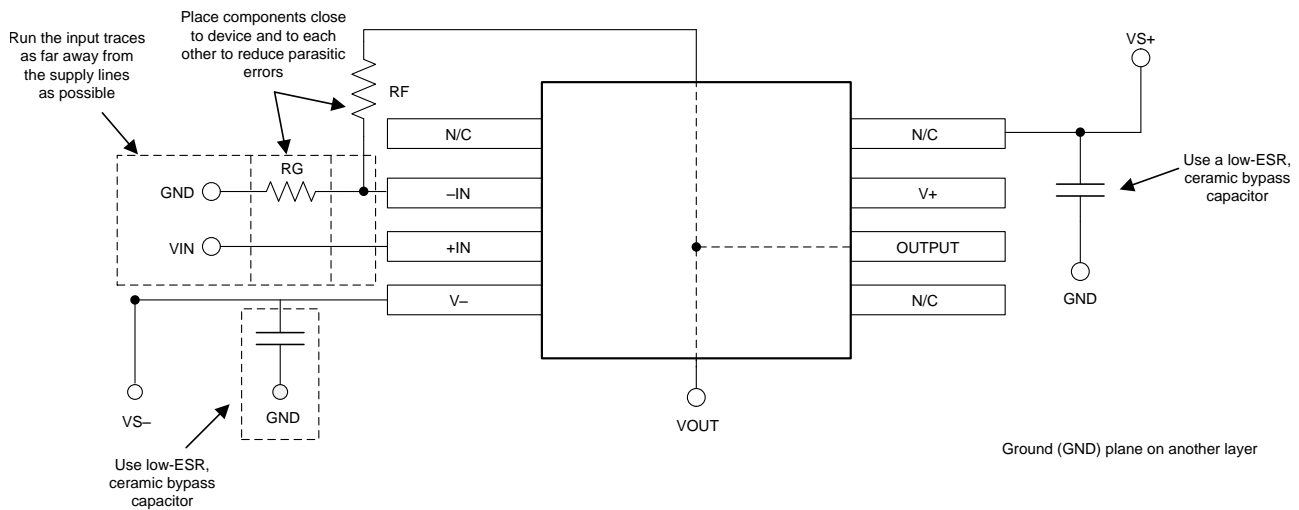 Place components close
to device and to each
other to reduce parasitic
errors
Run the input traces
as far away from
the supply lines
as possible
VS+
RF
N/C
N/C
RG
Use a low-ESR,
ceramic bypass
capacitor
GND
–IN
V+
VIN
+IN
OUTPUT
V–
N/C
GND
VS–
GND
VOUT
Use low-ESR,
ceramic bypass
capacitor
Ground (GND) plane on another layer